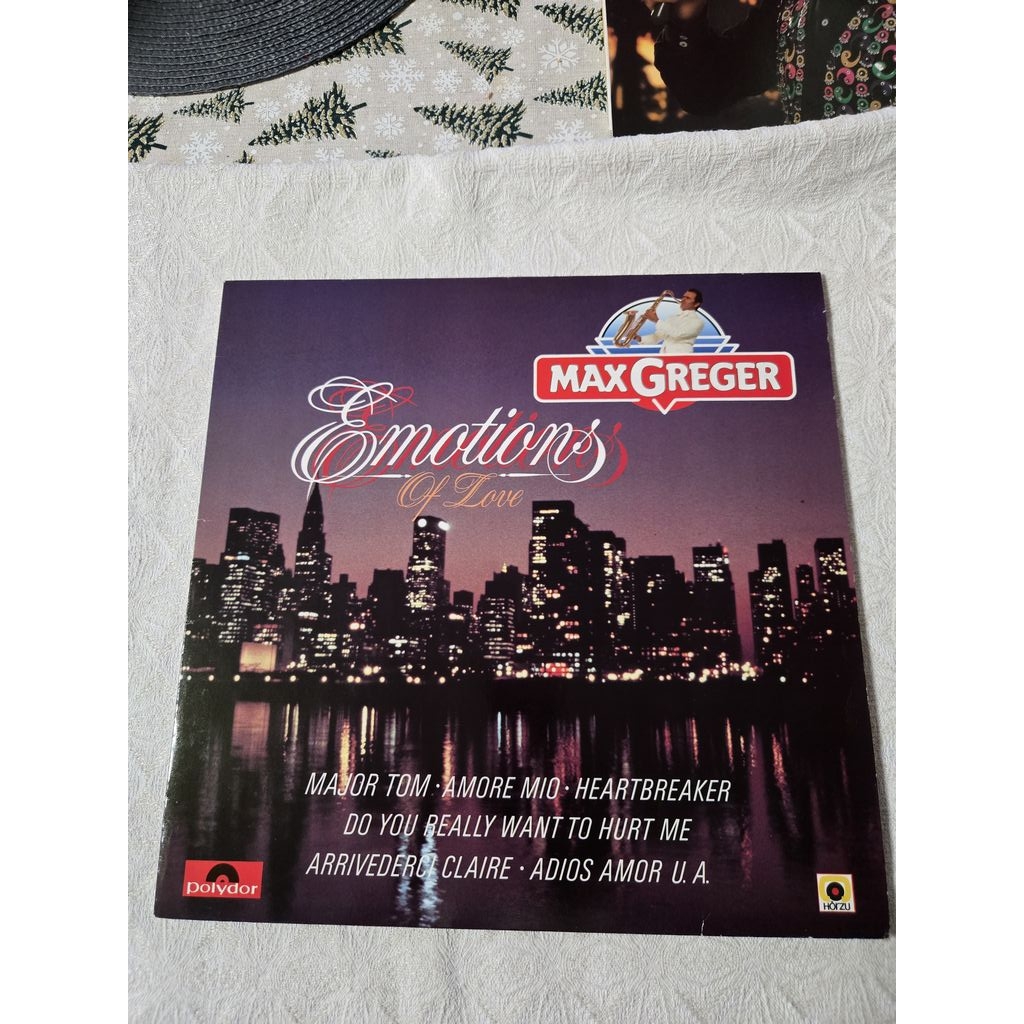 MAX GREGER
Emotions
Of Love
MAJOR TOM · AMORE MIO · HEARTBREAKER
DO YOU REALLY WANT TO HURT ME
ARRIVEDERCI CLAIRE · ADIOS AMOR U. A.
polydor
HÖRZU